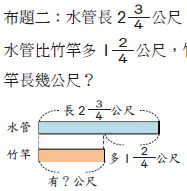 布題二：水管長 2 3/4 公尺
水管比竹竿多 1 2/4 公尺，
竿長幾公尺？
長 2 3/4 公尺
水管
竹竿
多 1 2/4 公尺
有？公尺